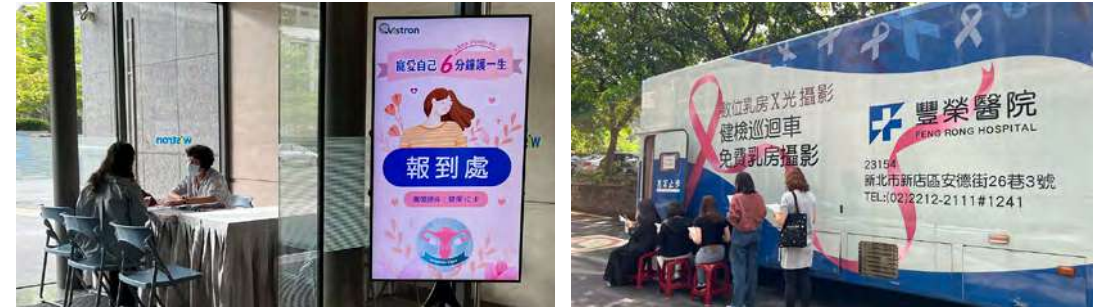 wistron
寵愛自己6分鐘護一生
報到處
wistron
數位乳房X光攝影
健檢巡迴車
免費乳房攝影
豐榮醫院
FENG RONG HOSPITAL
23154
新北市新店區安德街26巷3號
TEL:(02)2212-2111#1241